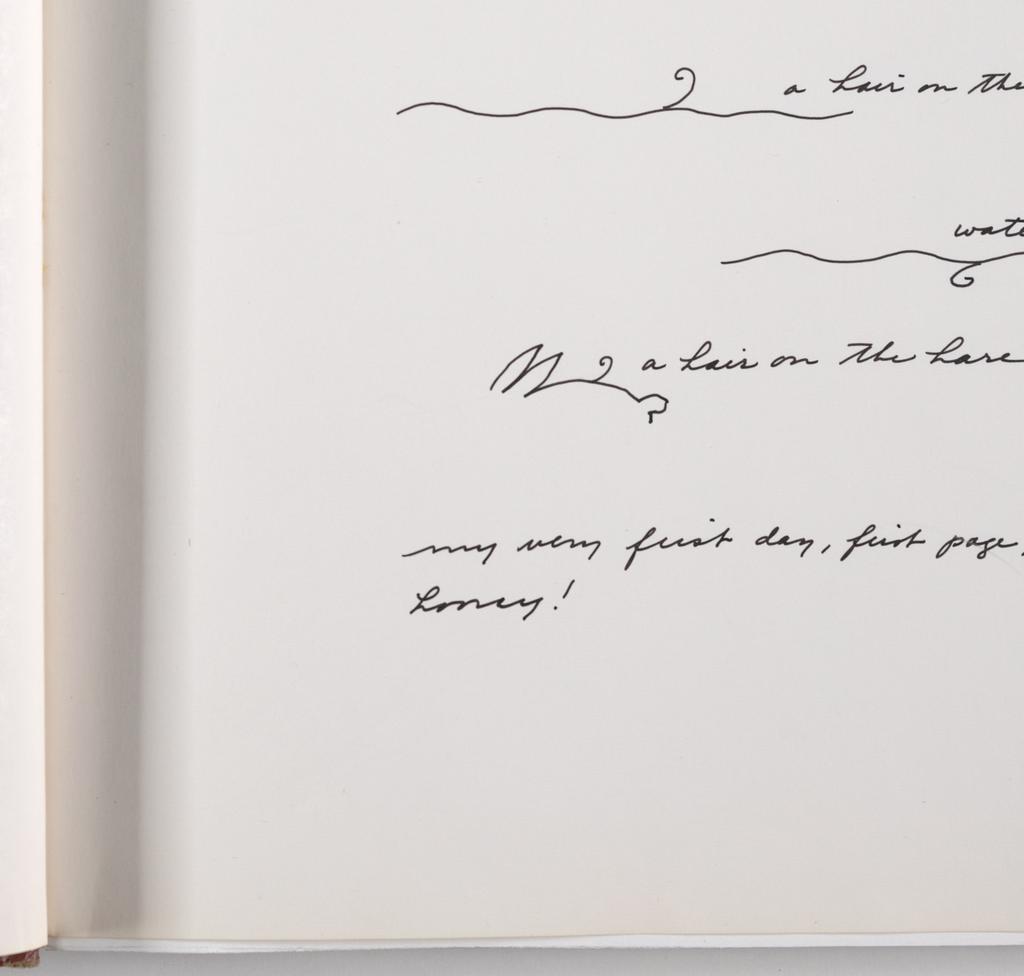 a hair on the
wate
a hair on the hare
my very first day, first page,
honey!